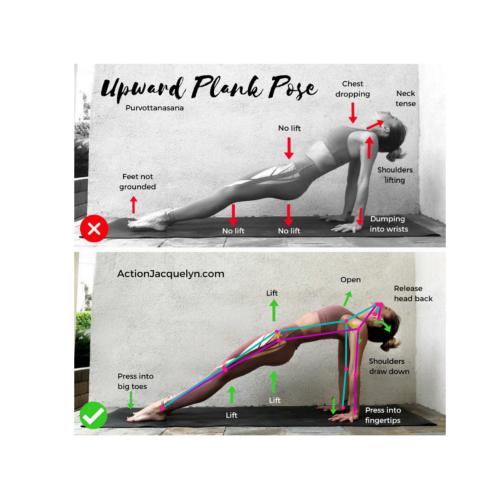 Upward Plank Pose
Purvottanasana
Chest
dropping
Neck
tense
No lift
Feet not
grounded
Shoulders
lifting
No lift
No lift
Dumping
into wrists
ActionJacquelyn.com
Lift
Open
Release
head back
Press into
big toes
Shoulders
draw down
Lift
Lift
Press into
fingertips